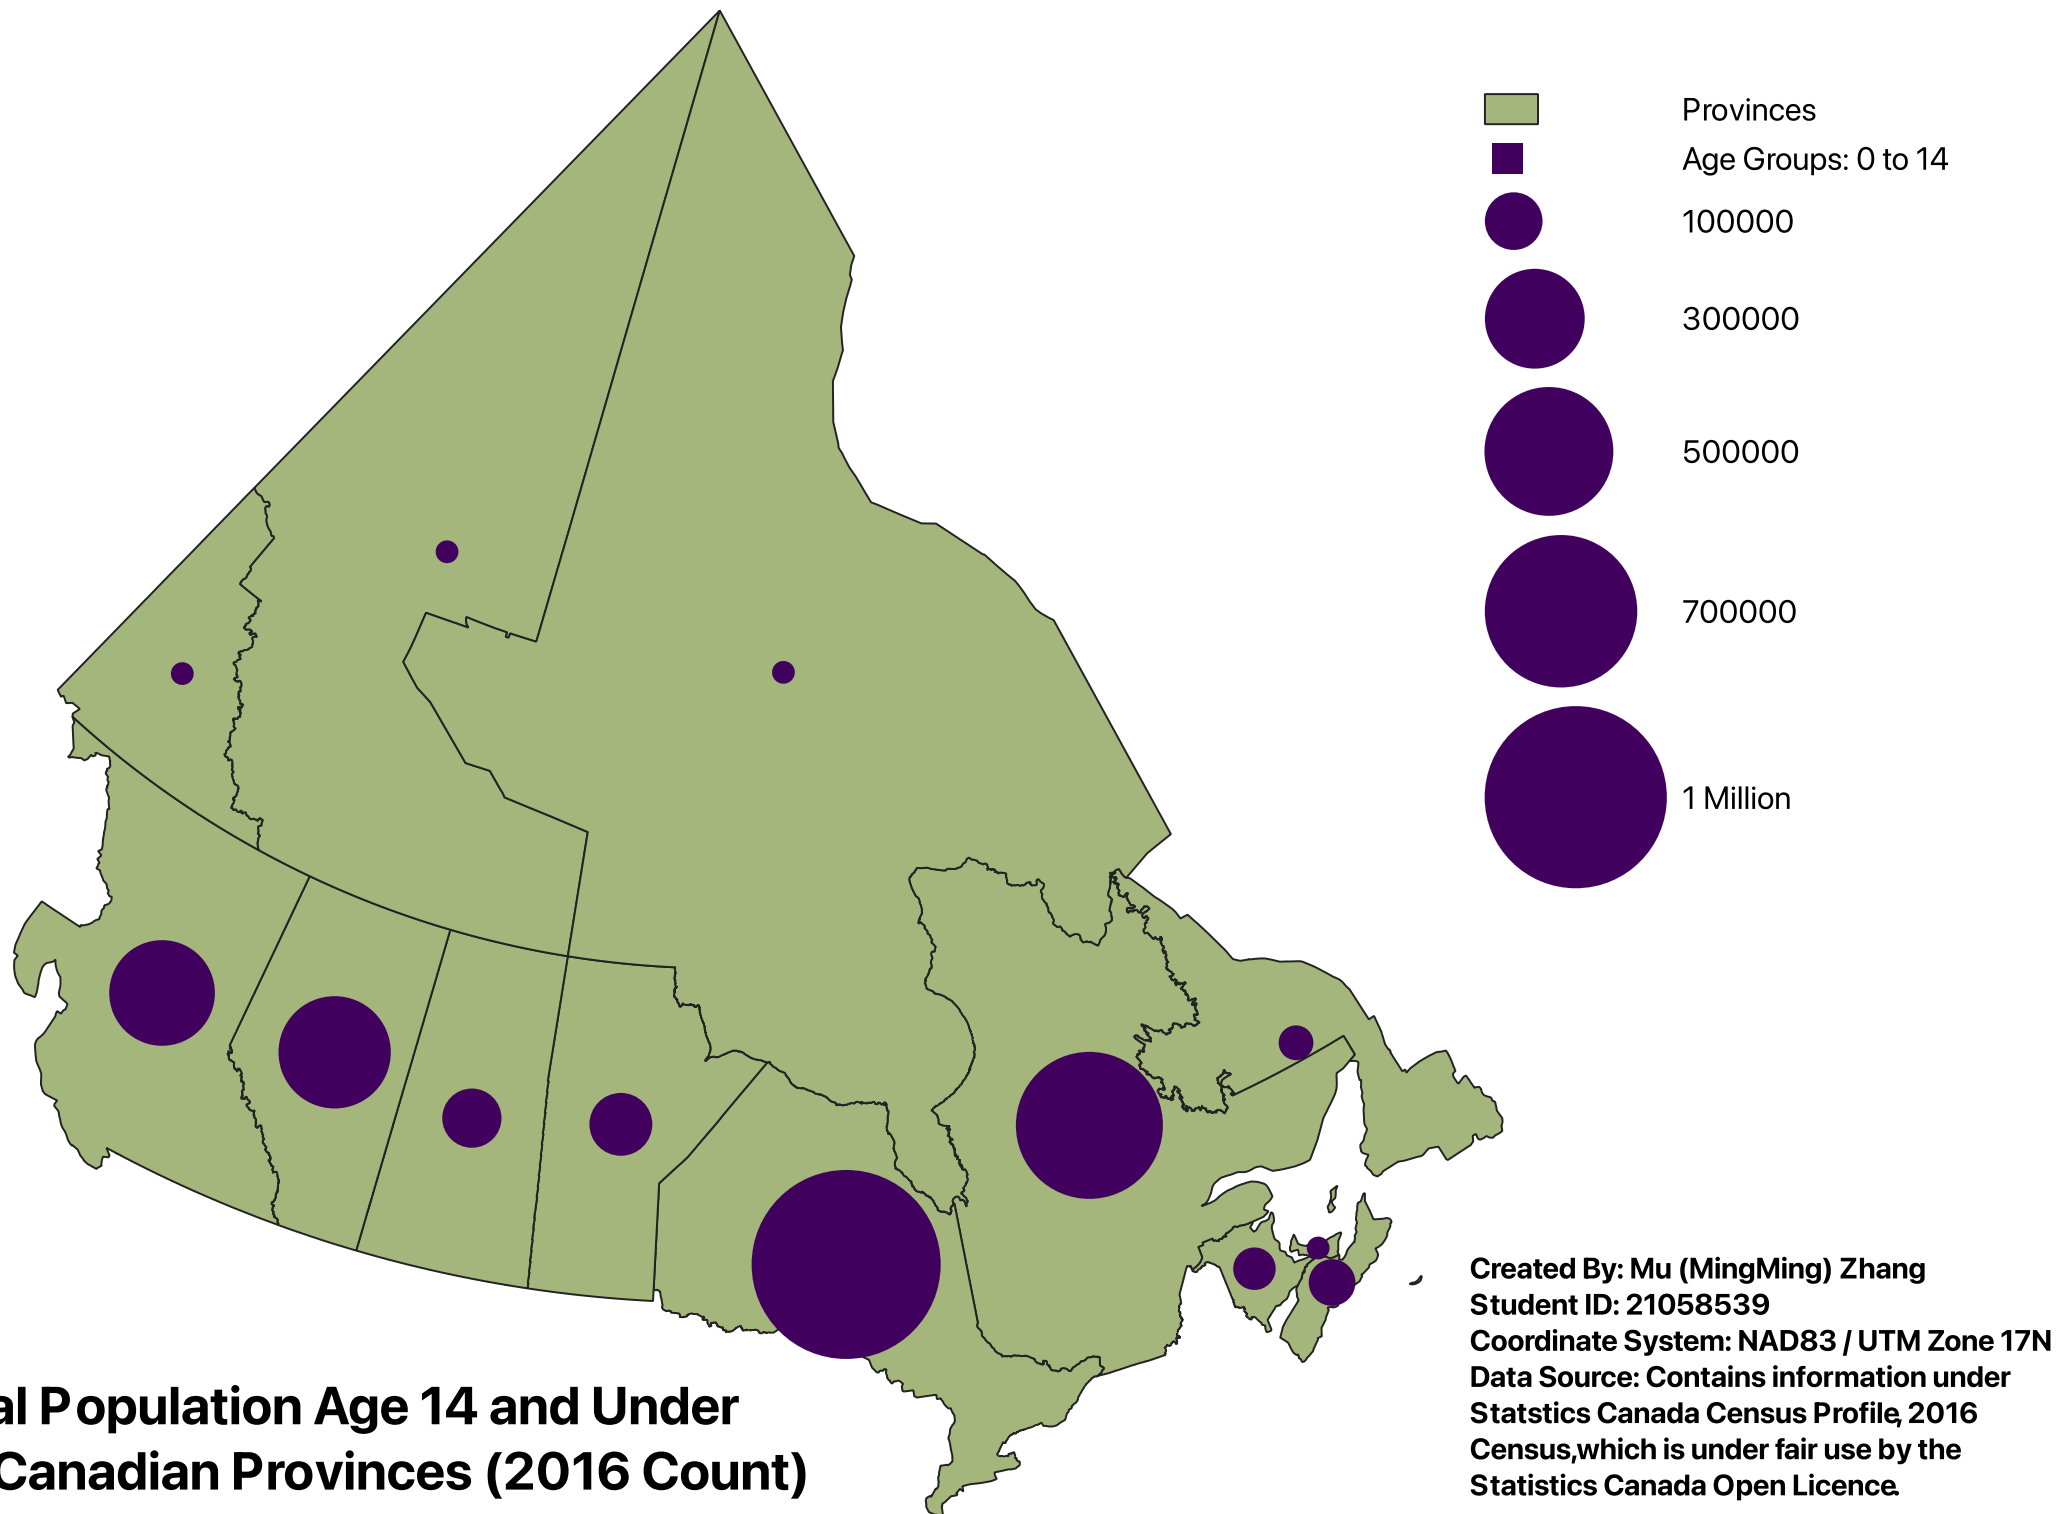 Provinces
Age Groups: 0 to 14
100000
300000
500000
700000
1 Million
Created By: Mu (MingMing) Zhang
Student ID: 21058539
Coordinate System: NAD83 / UTM Zone 17N
Data Source: Contains information under
Statstics Canada Census Profile, 2016
Census,which is under fair use by the
Statistics Canada Open Licence.
al Population Age 14 and Under
Canadian Provinces (2016 Count)